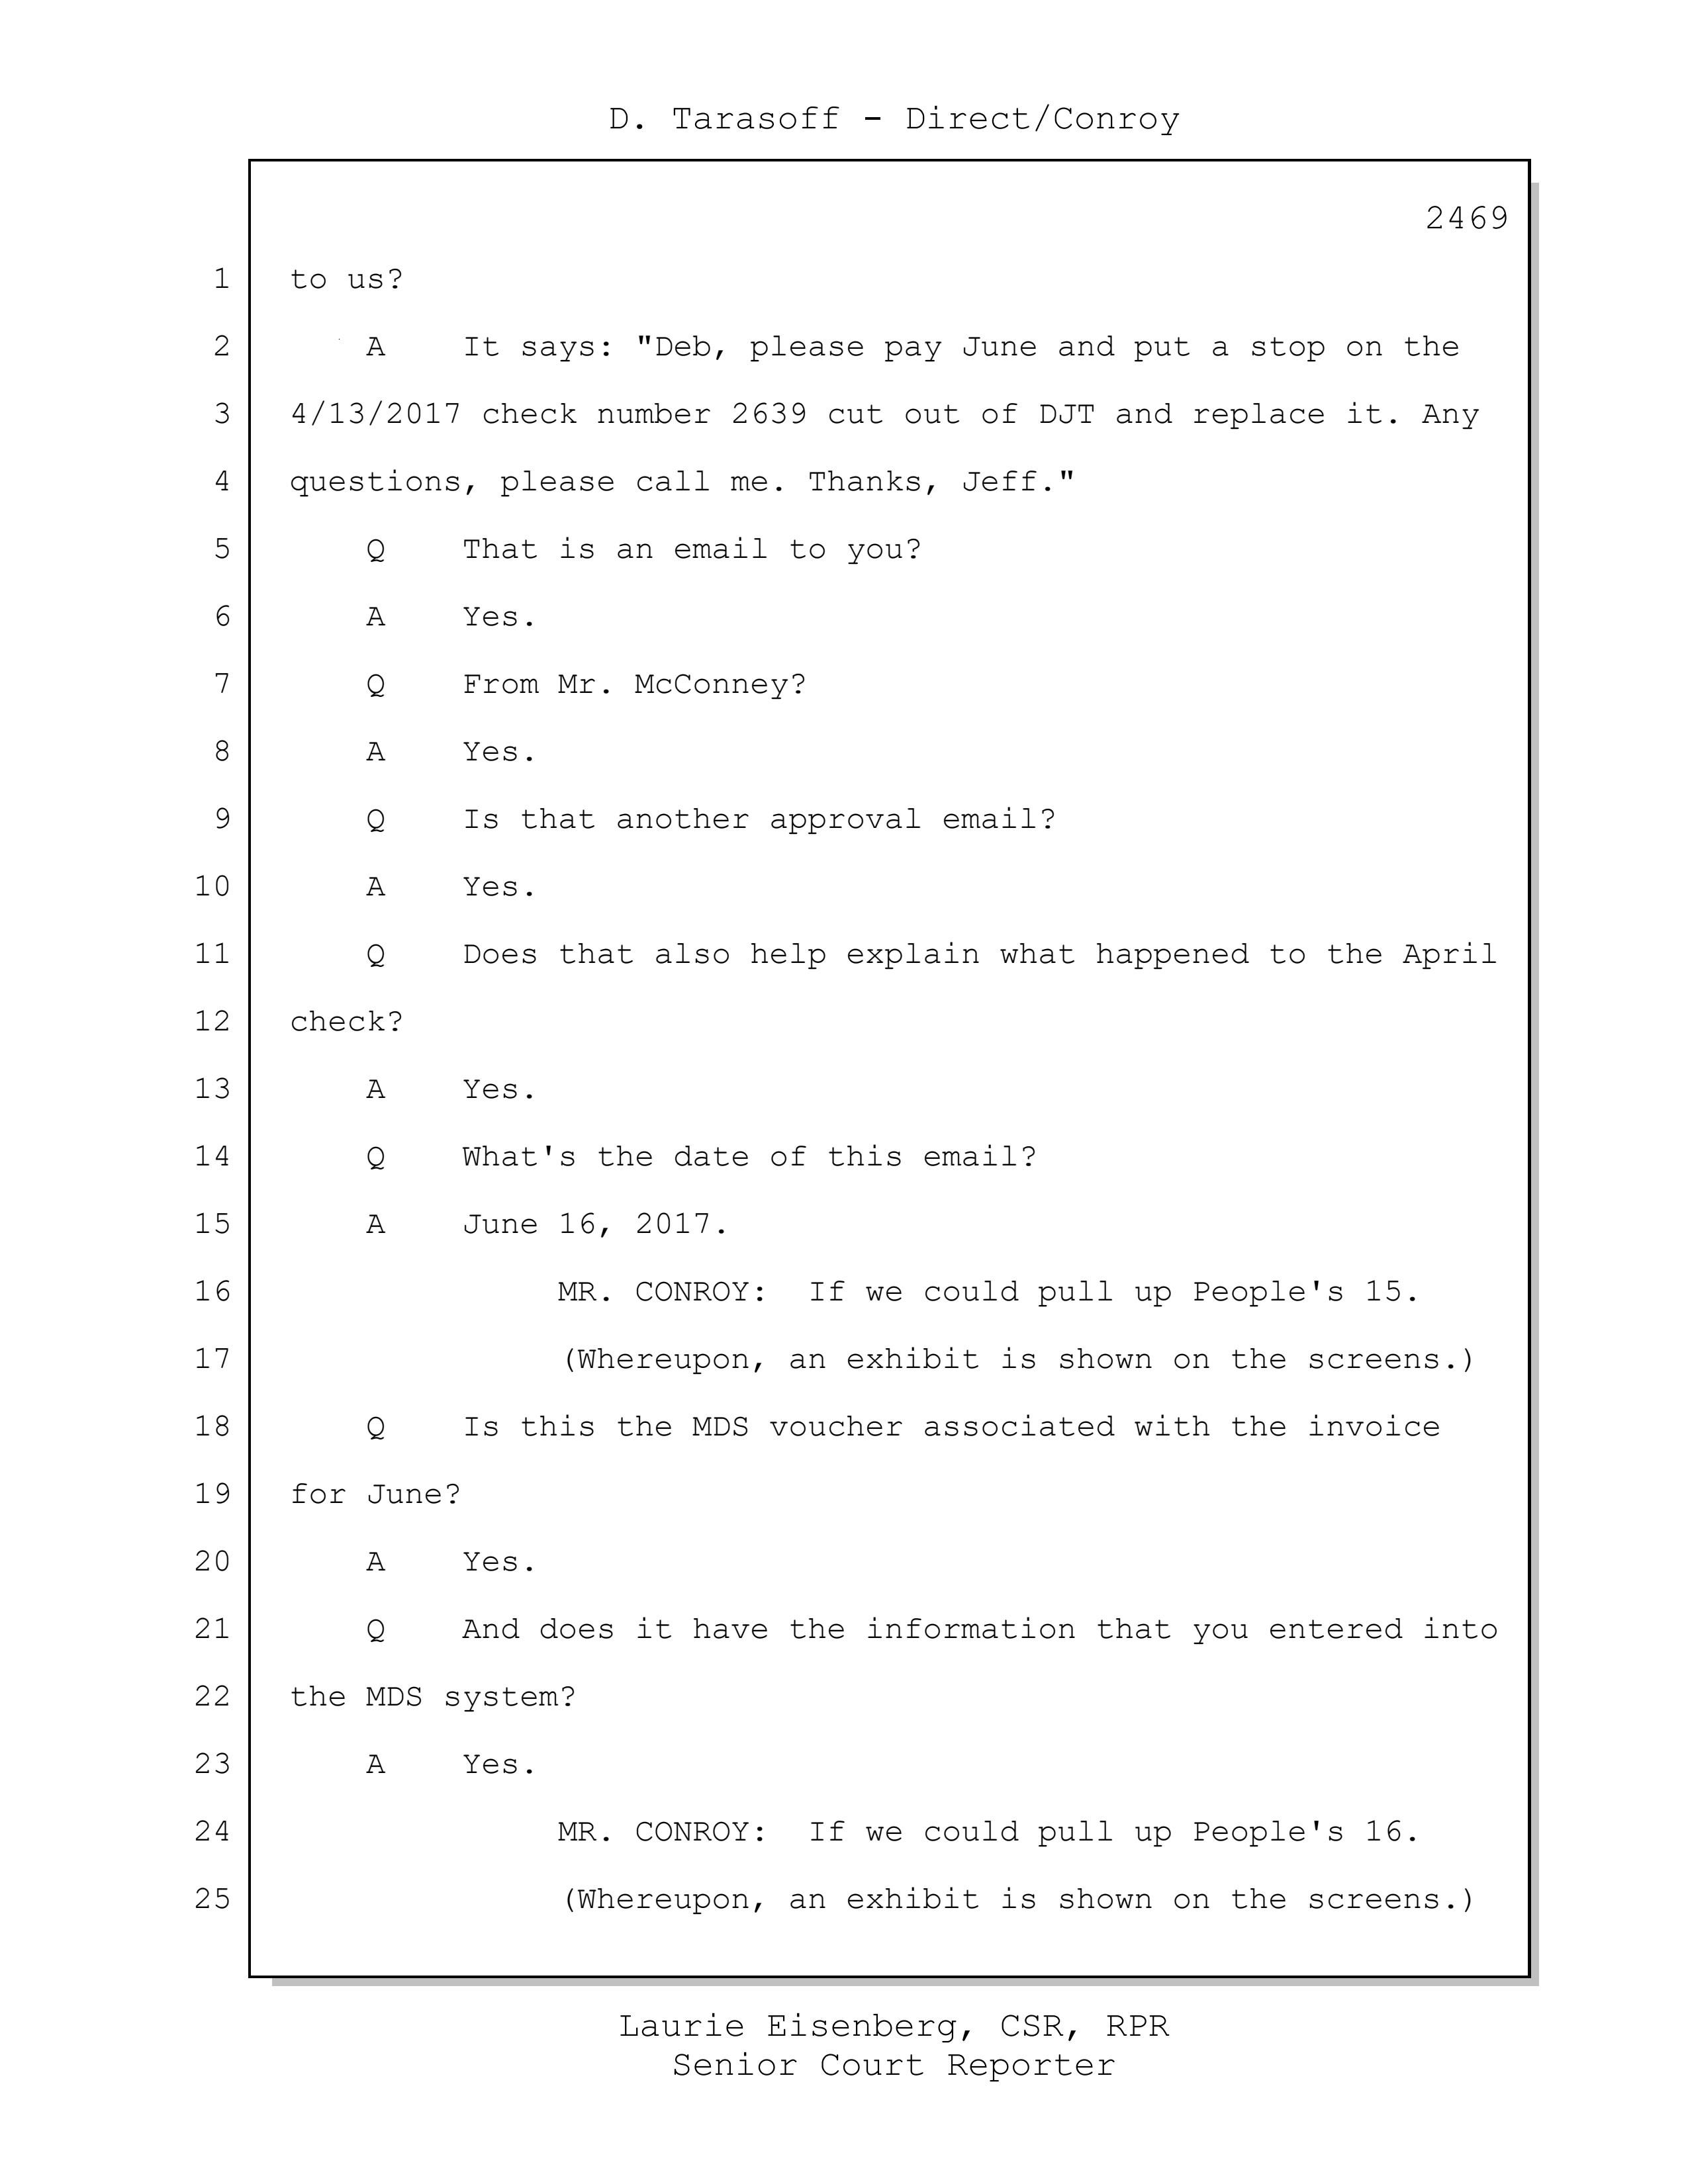 D. Tarasoff - Direct/Conroy
2469
1 to us?
2 A It says: "Deb, please pay June and put a stop on the
3 4/13/2017 check number 2639 cut out of DJT and replace it. Any
4 questions, please call me. Thanks, Jeff."
5 Q That is an email to you?
6 A Yes.
7 Q From Mr. McConney?
8 A Yes.
9 Q Is that another approval email?
10 A Yes.
11 Q Does that also help explain what happened to the April
12 check?
13 A Yes.
14 Q What's the date of this email?
15 A June 16, 2017.
16 MR. CONROY: If we could pull up People's 15.
17 (Whereupon, an exhibit is shown on the screens.)
18 Q Is this the MDS voucher associated with the invoice
19 for June?
20 A Yes.
21 Q And does it have the information that you entered into
22 the MDS system?
23 A Yes.
24 MR. CONROY: If we could pull up People's 16.
25 (Whereupon, an exhibit is shown on the screens.)
Laurie Eisenberg, CSR, RPR
Senior Court Reporter